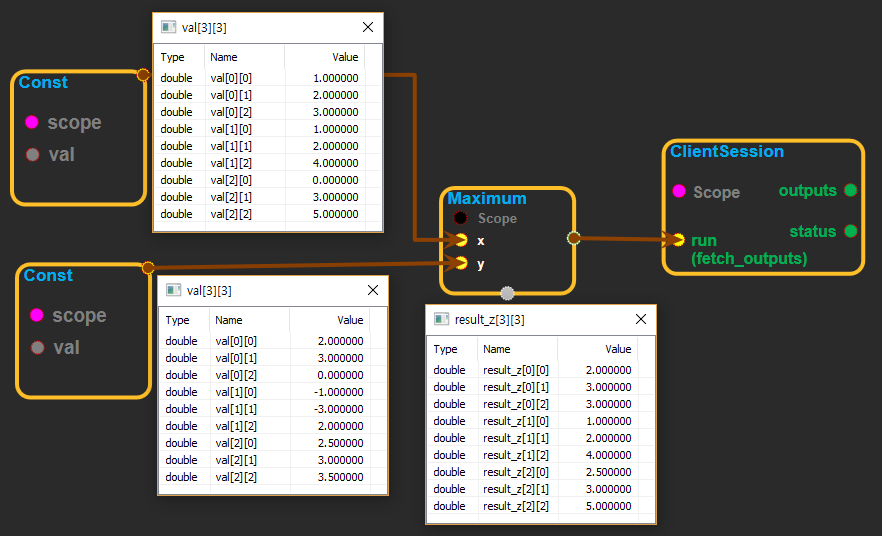 Const
scope
val
val[3][3]
Type Name Value
double val[0][0] 1.000000
double val[0][1] 2.000000
double val[0][2] 3.000000
double val[1][0] 1.000000
double val[1][1] 2.000000
double val[1][2] 4.000000
double val[2][0] 0.000000
double val[2][1] 3.000000
double val[2][2] 5.000000
Maximum
Scope
x
y
ClientSession
Scope
outputs
status
run
(fetch_outputs)
Const
scope
val
val[3][3]
Type Name Value
double val[0][0] 2.000000
double val[0][1] 3.000000
double val[0][2] 0.000000
double val[1][0] -1.000000
double val[1][1] -3.000000
double val[1][2] 2.000000
double val[2][0] 2.500000
double val[2][1] 3.000000
double val[2][2] 3.500000
result_z[3][3]
Type Name Value
double result_z[0][0] 2.000000
double result_z[0][1] 3.000000
double result_z[0][2] 3.000000
double result_z[1][0] 1.000000
double result_z[1][1] 2.000000
double result_z[1][2] 4.000000
double result_z[2][0] 2.500000
double result_z[2][1] 3.000000
double result_z[2][2] 5.000000